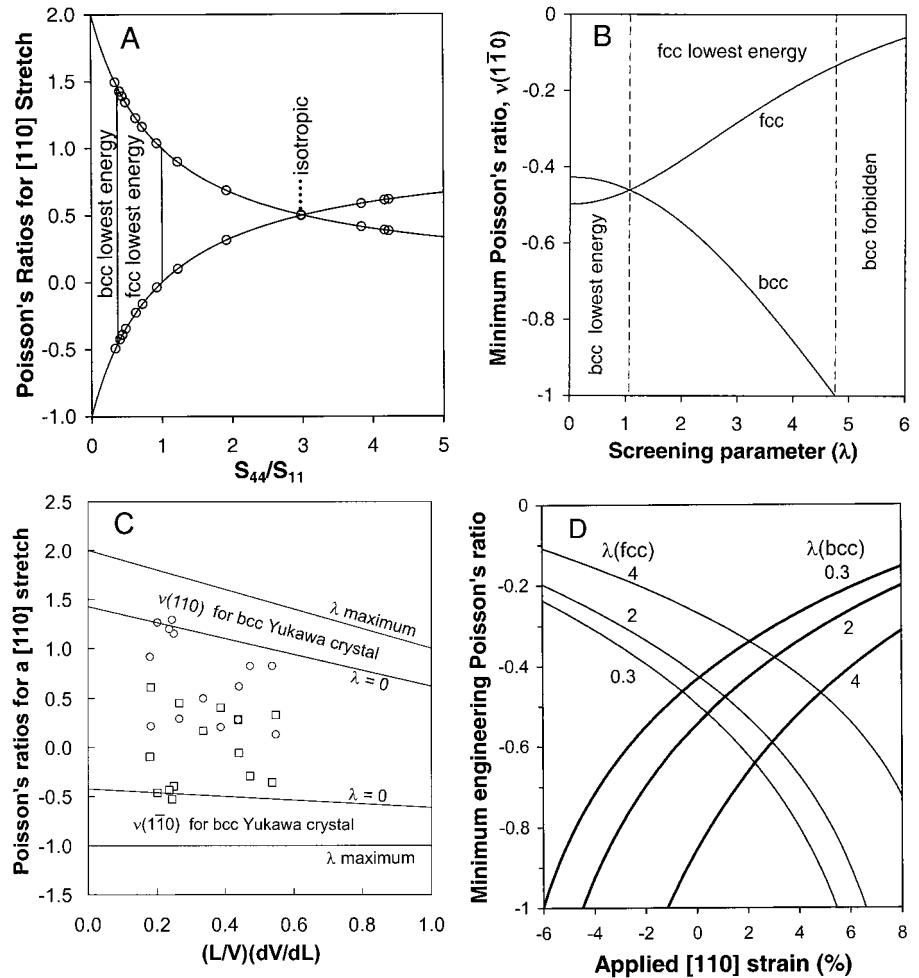 A
Poisson's Ratios for [110] Stretch
2.0
1.5
1.0
0.5
0.0
-0.5
-1.0
bcc lowest energy
fcc lowest energy
isotropic
0 1 2 3 4 5
S44/S11
B
Minimum Poisson's ratio, ν(11̄0)
-0
-0.2
-0.4
-0.6
-0.8
-1
fcc lowest energy
fcc
bcc
bcc lowest energy
bcc forbidden
0 1 2 3 4 5 6
Screening parameter (λ)
C
Poisson's ratios for a [110] stretch
2.5
2.0
1.5
1.0
0.5
0.0
-0.5
-1.0
-1.5
λ maximum
ν(110) for bcc Yukawa crystal
λ = 0
λ = 0
ν(11̄0) for bcc Yukawa crystal
λ maximum
0.0 0.2 0.4 0.6 0.8 1.0
(L/V)(dV/dL)
D
Minimum engineering Poisson's ratio
0
-0.2
-0.4
-0.6
-0.8
-1
λ(fcc)
4
2
0.3
λ(bcc)
0.3
2
4
-6 -4 -2 0 2 4 6 8
Applied [110] strain (%)